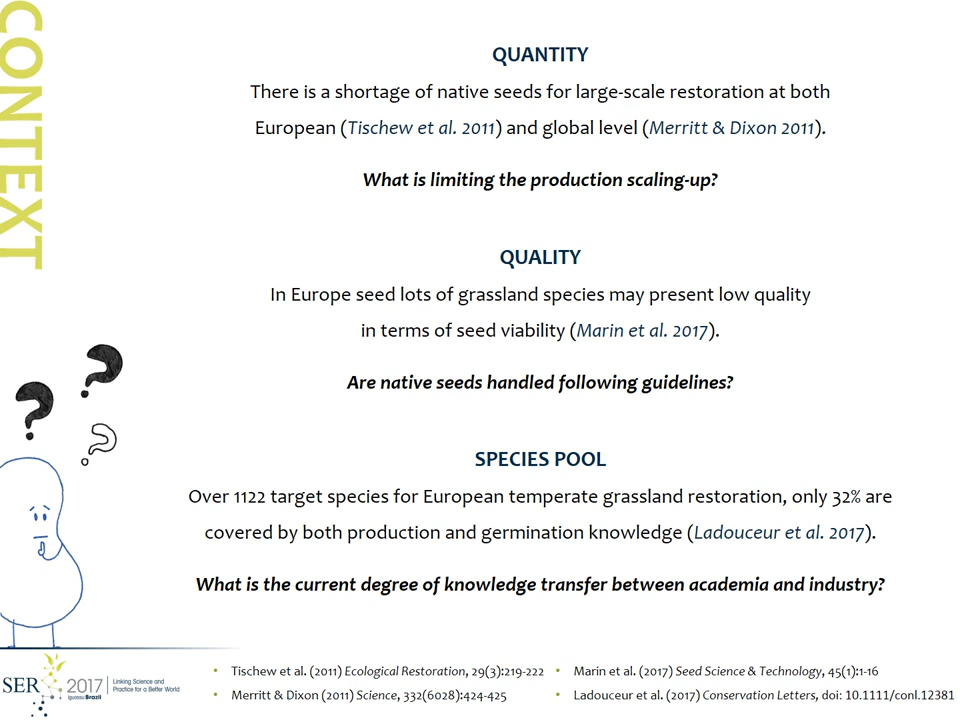 CONTEXT
QUANTITY
There is a shortage of native seeds for large-scale restoration at both
European (Tischew et al. 2011) and global level (Merritt & Dixon 2011).
What is limiting the production scaling-up?
QUALITY
In Europe seed lots of grassland species may present low quality
in terms of seed viability (Marin et al. 2017).
Are native seeds handled following guidelines?
SPECIES POOL
Over 1122 target species for European temperate grassland restoration, only 32% are
covered by both production and germination knowledge (Ladouceur et al. 2017).
What is the current degree of knowledge transfer between academia and industry?
? ? ?
SER 2017 Iguassu Brazil
Linking Science and
Practice for a Better World
• Tischew et al. (2011) Ecological Restoration, 29(3):219-222
• Merritt & Dixon (2011) Science, 332(6028):424-425
• Marin et al. (2017) Seed Science & Technology, 45(1):1-16
• Ladouceur et al. (2017) Conservation Letters, doi: 10.1111/conl.12381